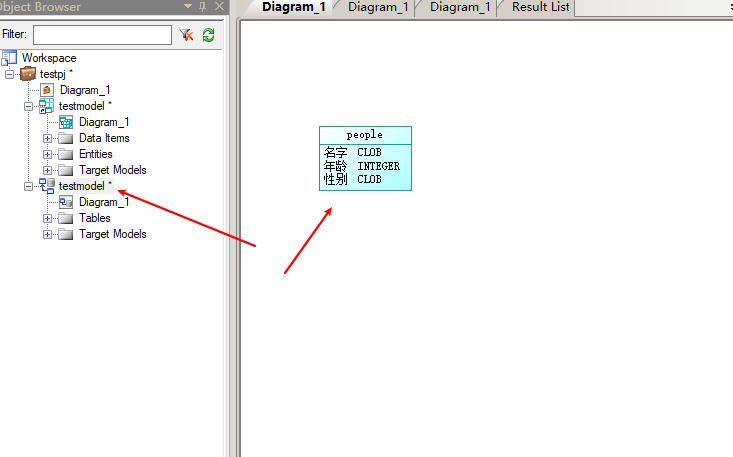 Object Browser
Filter:
Workspace
testpj *
Diagram_1
testmodel *
Diagram_1
Data Items
Entities
Target Models
testmodel *
Diagram_1
Tables
Target Models
Diagram_1 Diagram_1 Diagram_1 Result List
people
名字 CLOB
年龄 INTEGER
性别 CLOB